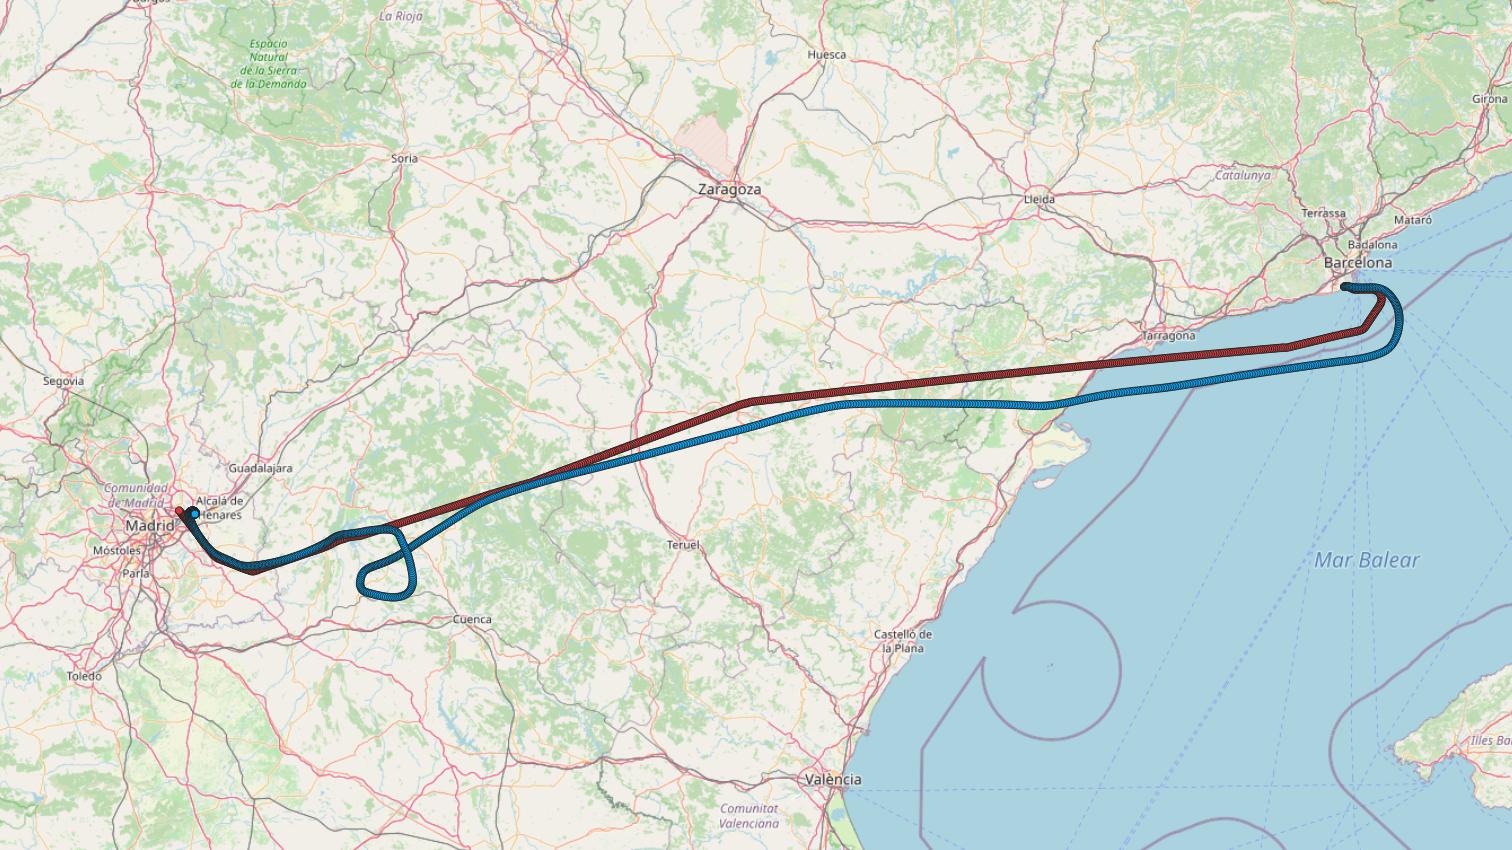 La Rioja
Espacio
Natural
de la Sierra
de la Demanda
Huesca
Girona
Soria
Zaragoza
Lleida
Catalunya
Terrassa
Mataró
Badalona
Barcelona
Tarragona
Segovia
Guadalajara
Comunidad
de Madrid
Alcalá de
Henares
Madrid
Móstoles
Parla
Teruel
Mar Balear
Cuenca
Castelló de
la Plana
Toledo
València
Comunitat
Valenciana